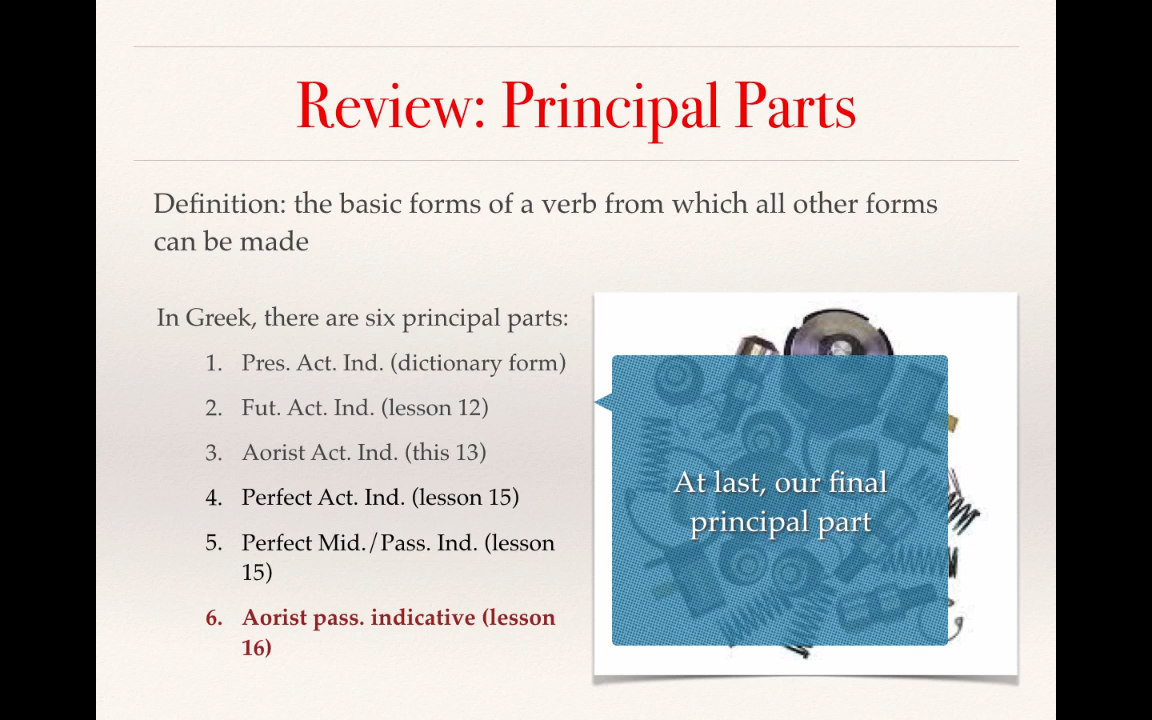 Review: Principal Parts
Definition: the basic forms of a verb from which all other forms
can be made
In Greek, there are six principal parts:
1. Pres. Act. Ind. (dictionary form)
2. Fut. Act. Ind. (lesson 12)
3. Aorist Act. Ind. (this 13)
4. Perfect Act. Ind. (lesson 15)
5. Perfect Mid./Pass. Ind. (lesson
15)
6. Aorist pass. indicative (lesson
16)
At last, our final
principal part